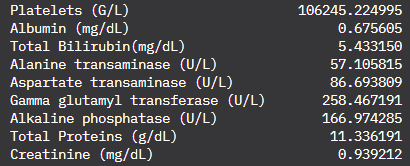 Platelets (G/L) 106245.224995
Albumin (mg/dL) 0.675605
Total Bilirubin(mg/dL) 5.433150
Alanine transaminase (U/L) 57.105815
Aspartate transaminase (U/L) 86.693809
Gamma glutamyl transferase (U/L) 258.467191
Alkaline phosphatase (U/L) 166.974285
Total Proteins (g/dL) 11.336191
Creatinine (mg/dL) 0.939212